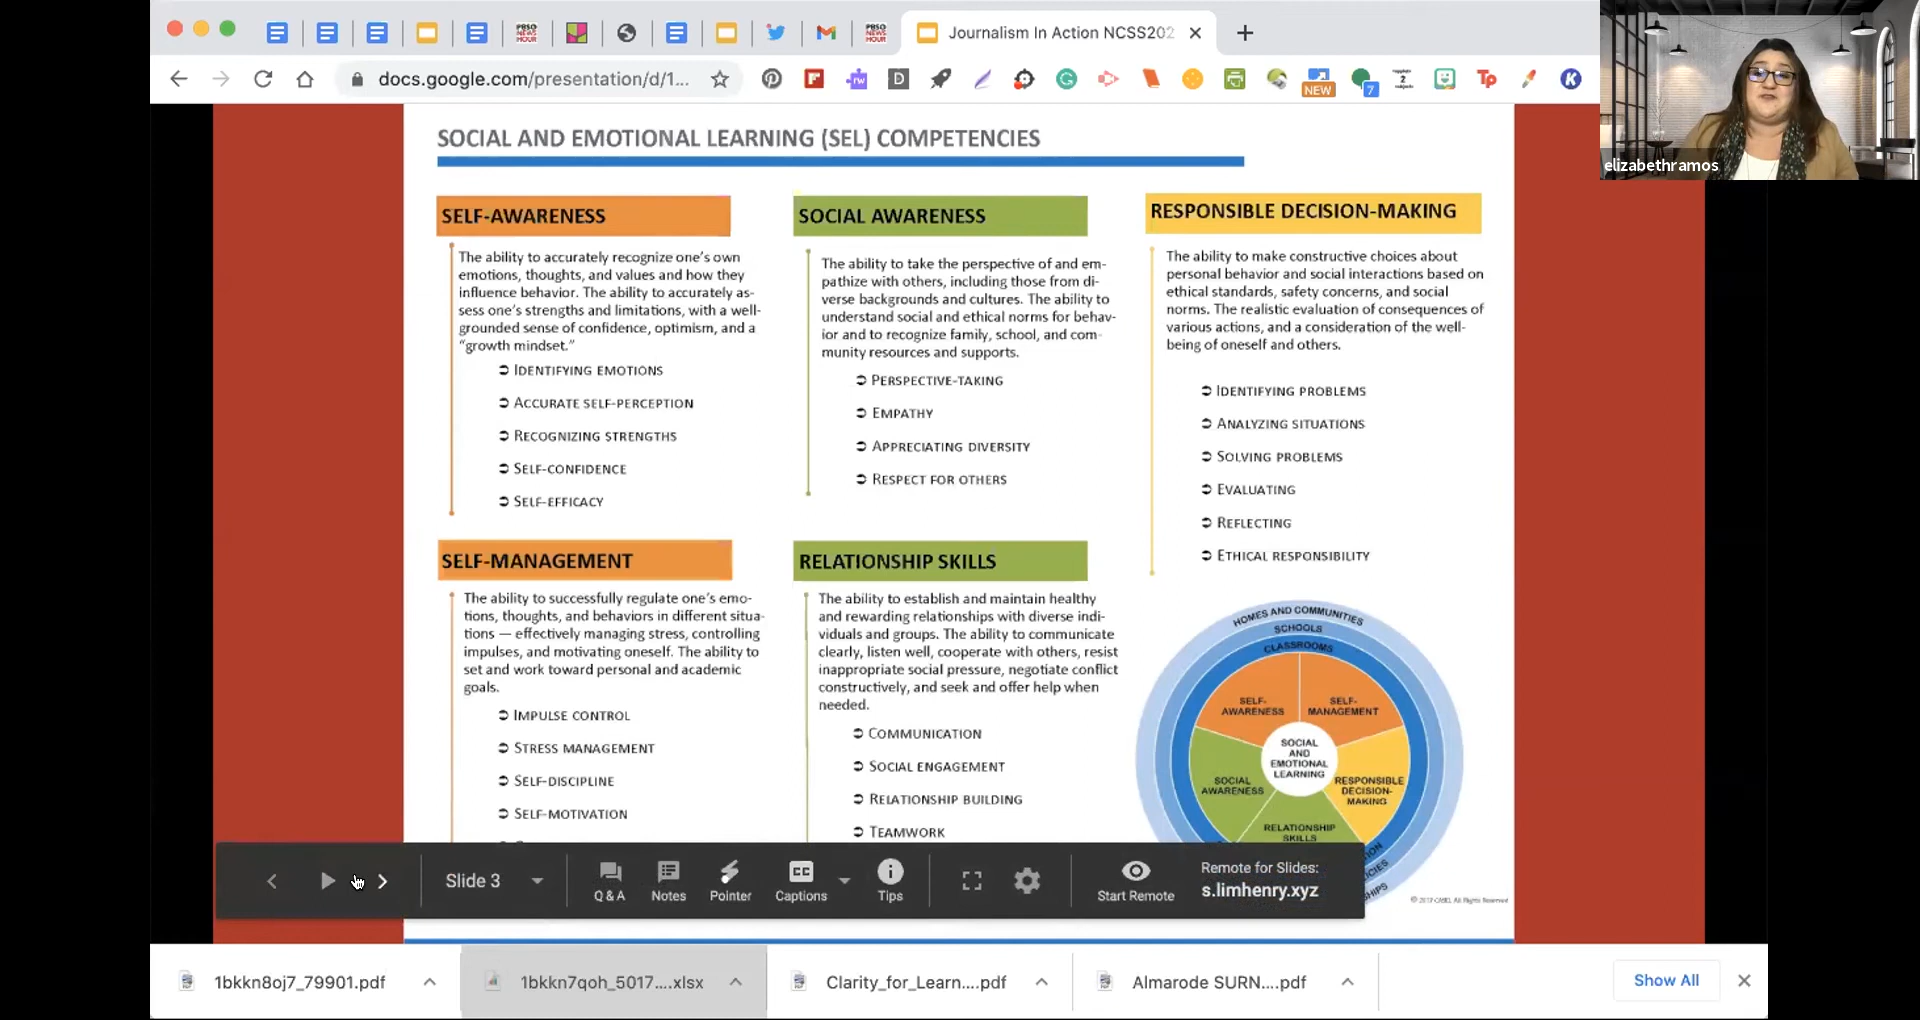 Journalism In Action NCSS202
docs.google.com/presentation/d/1...
NEW
7
elizabethramos
SOCIAL AND EMOTIONAL LEARNING (SEL) COMPETENCIES
SELF-AWARENESS
The ability to accurately recognize one's own
emotions, thoughts, and values and how they
influence behavior. The ability to accurately as-
sess one's strengths and limitations, with a well-
grounded sense of confidence, optimism, and a
"growth mindset."
IDENTIFYING EMOTIONS
ACCURATE SELF-PERCEPTION
RECOGNIZING STRENGTHS
SELF-CONFIDENCE
SELF-EFFICACY
SOCIAL AWARENESS
The ability to take the perspective of and em-
pathize with others, including those from di-
verse backgrounds and cultures. The ability to
understand social and ethical norms for behav-
ior and to recognize family, school, and com-
munity resources and supports.
PERSPECTIVE-TAKING
EMPATHY
APPRECIATING DIVERSITY
RESPECT FOR OTHERS
RESPONSIBLE DECISION-MAKING
The ability to make constructive choices about
personal behavior and social interactions based on
ethical standards, safety concerns, and social
norms. The realistic evaluation of consequences of
various actions, and a consideration of the well-
being of oneself and others.
IDENTIFYING PROBLEMS
ANALYZING SITUATIONS
SOLVING PROBLEMS
EVALUATING
REFLECTING
ETHICAL RESPONSIBILITY
SELF-MANAGEMENT
The ability to successfully regulate one's emo-
tions, thoughts, and behaviors in different situa-
tions — effectively managing stress, controlling
impulses, and motivating oneself. The ability to
set and work toward personal and academic
goals.
IMPULSE CONTROL
STRESS MANAGEMENT
SELF-DISCIPLINE
SELF-MOTIVATION
RELATIONSHIP SKILLS
The ability to establish and maintain healthy
and rewarding relationships with diverse indi-
viduals and groups. The ability to communicate
clearly, listen well, cooperate with others, resist
inappropriate social pressure, negotiate conflict
constructively, and seek and offer help when
needed.
COMMUNICATION
SOCIAL ENGAGEMENT
RELATIONSHIP BUILDING
TEAMWORK
HOMES AND COMMUNITIES
SCHOOLS
CLASSROOMS
SELF-
AWARENESS
SELF-
MANAGEMENT
SOCIAL
AND
EMOTIONAL
LEARNING
SOCIAL
AWARENESS
RESPONSIBLE
DECISION-
MAKING
RELATIONSHIP
SKILLS
Slide 3
Q & A
Notes
Pointer
Captions
Tips
Start Remote
Remote for Slides:
s.limhenry.xyz
1bkkn8oj7_79901.pdf
1bkkn7qoh_5017....xlsx
Clarity_for_Learn....pdf
Almarode SURN....pdf
Show All